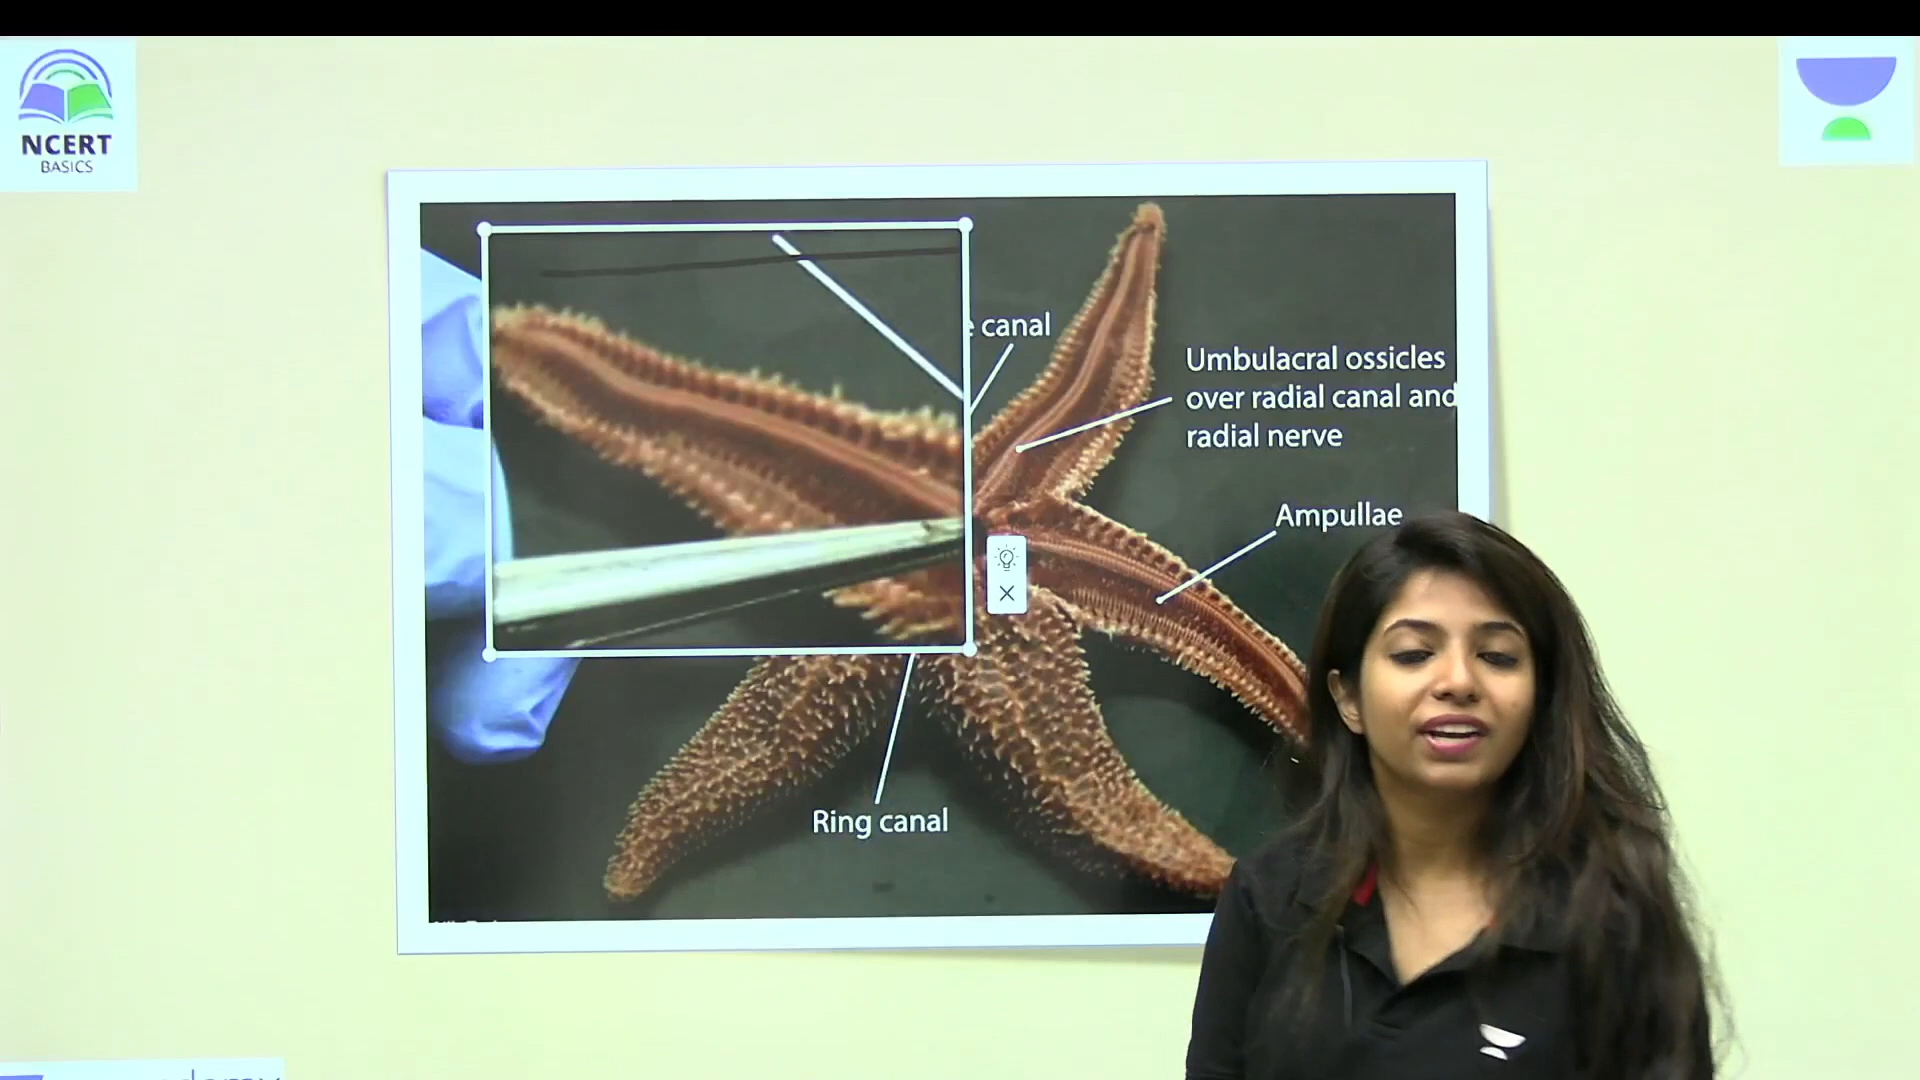 NCERT
BASICS
e canal
Umbulacral ossicles
over radial canal and
radial nerve
Ampullae
Ring canal